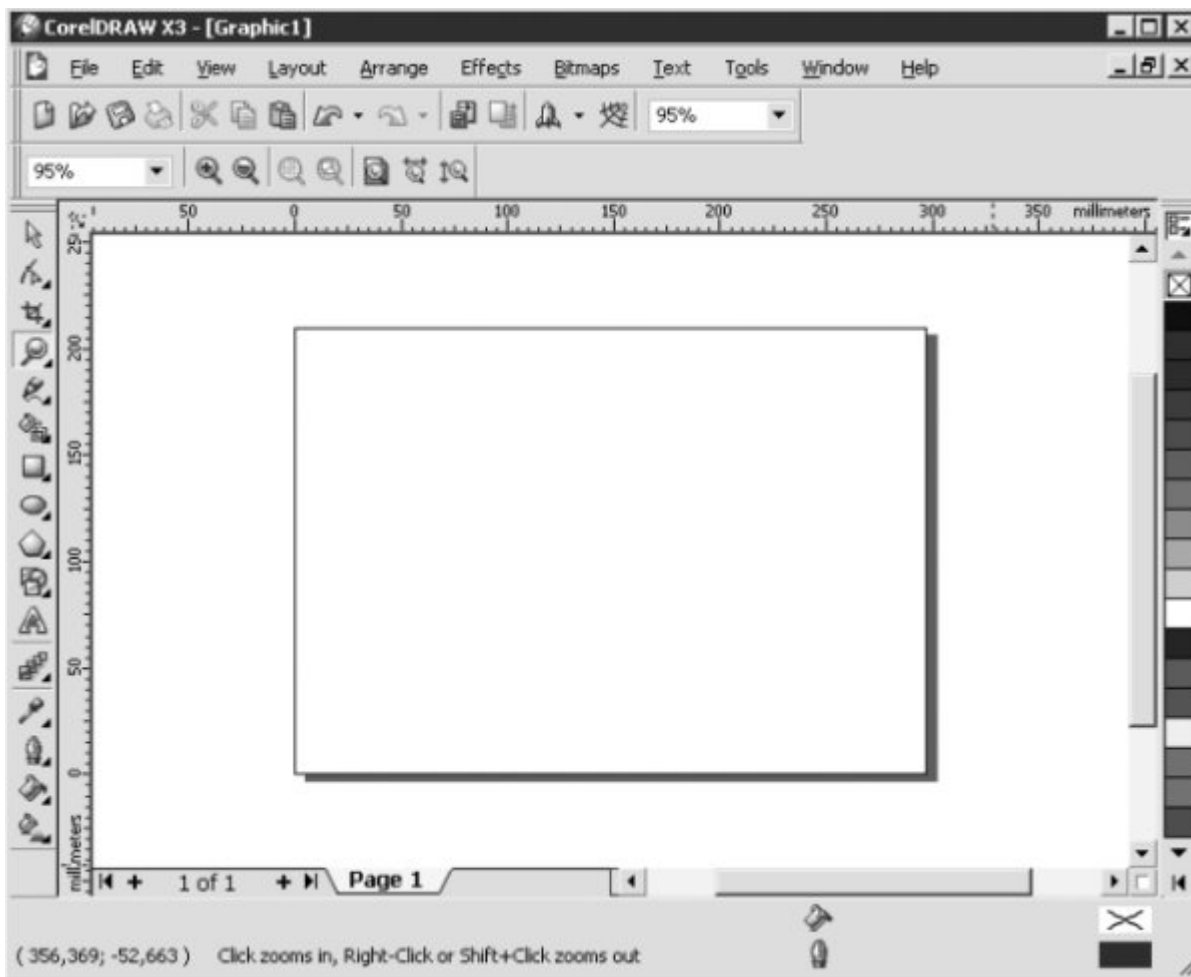 CorelDRAW X3 - [Graphic1]
File Edit View Layout Arrange Effects Bitmaps Text Tools Window Help
95%
95%
50 0 50 100 150 200 250 300 350 millimeters
250
200
150
100
50
0
millimeters
1 of 1 Page 1
( 356,369; -52,663 ) Click zooms in, Right-Click or Shift+Click zooms out